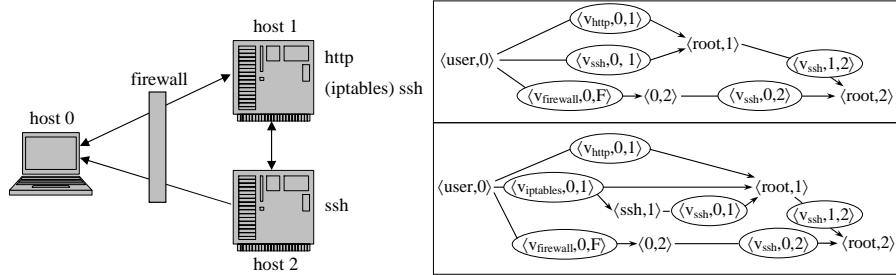 host 1
http
(iptables) ssh
firewall
host 0
ssh
host 2
⟨user,0⟩
⟨v_http,0,1⟩
⟨v_ssh,0, 1⟩
⟨root,1⟩
⟨v_ssh,1,2⟩
⟨v_firewall,0,F⟩
⟨0,2⟩
⟨v_ssh,0,2⟩
⟨root,2⟩
⟨user,0⟩
⟨v_http,0,1⟩
⟨v_iptables,0,1⟩
⟨root,1⟩
⟨ssh,1⟩
⟨v_ssh,0,1⟩
⟨v_ssh,1,2⟩
⟨v_firewall,0,F⟩
⟨0,2⟩
⟨v_ssh,0,2⟩
⟨root,2⟩